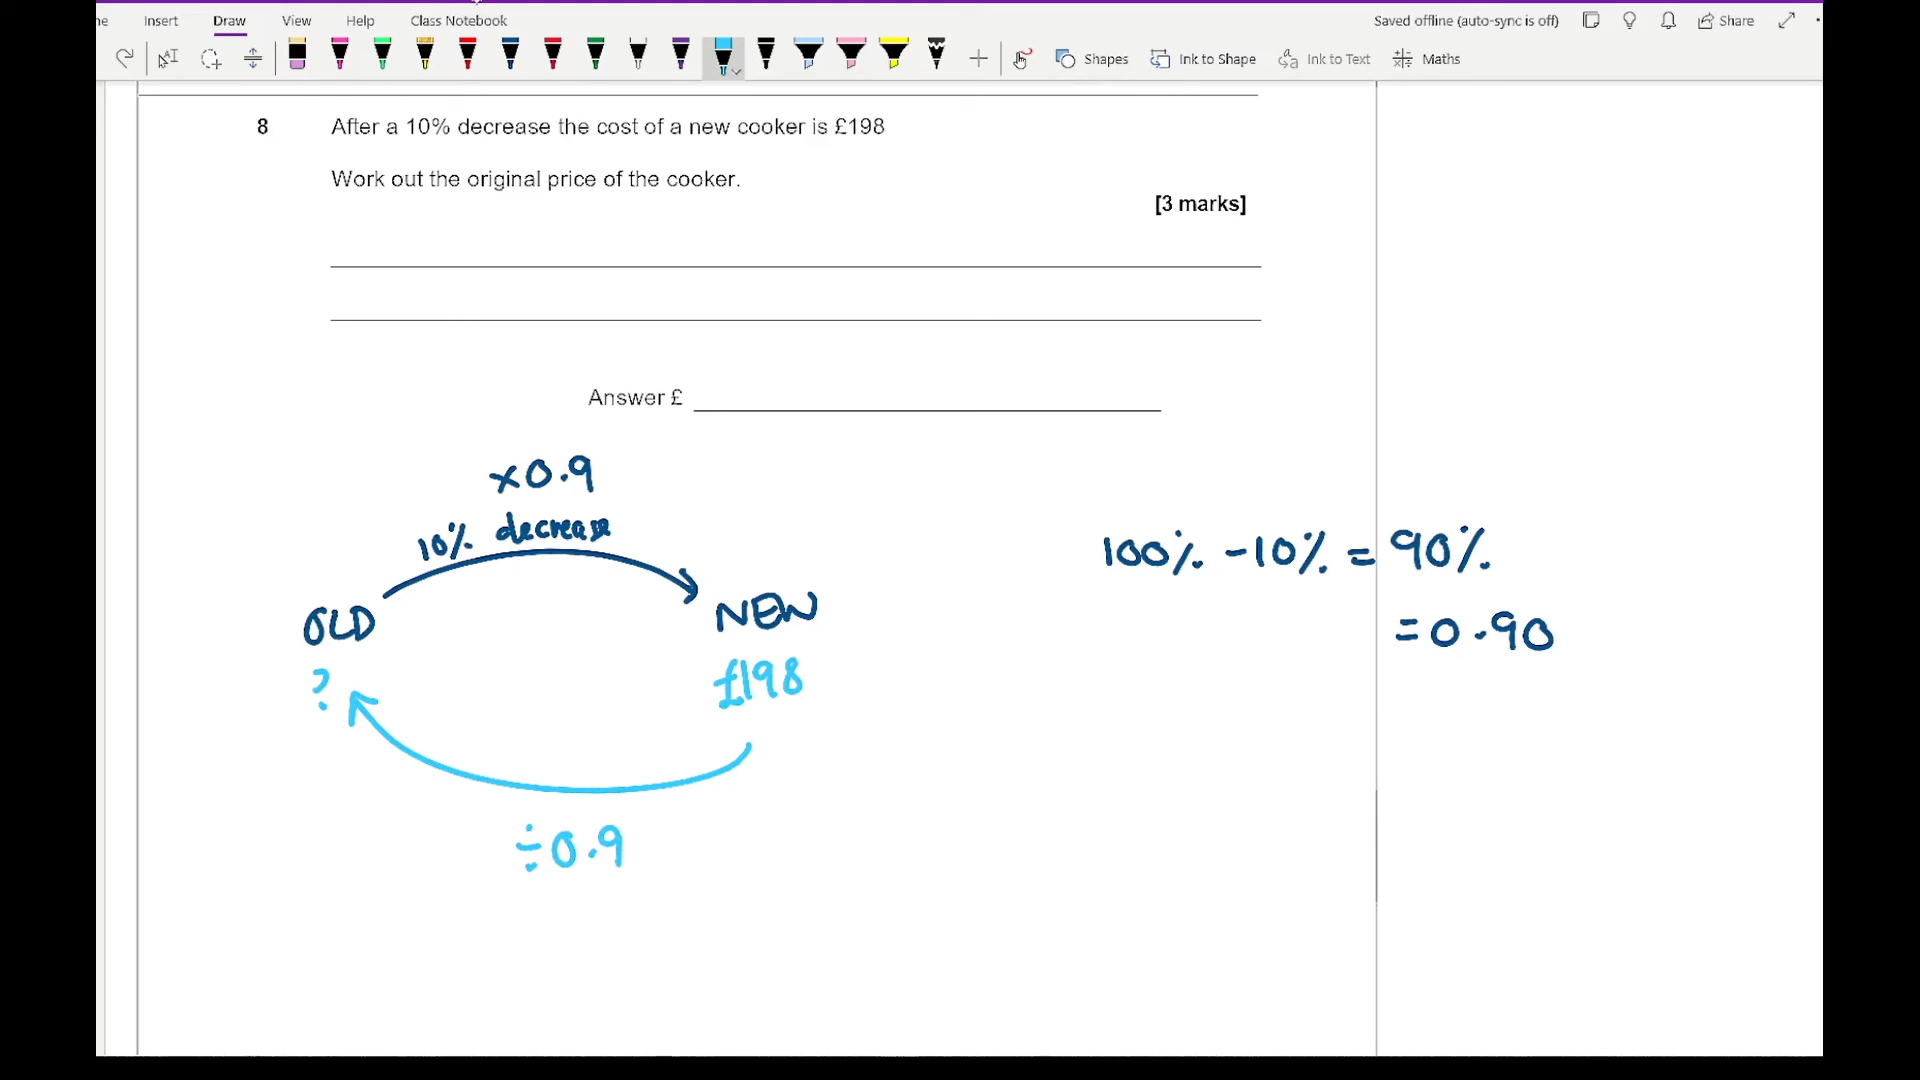 Insert Draw View Help Class Notebook Saved offline (auto-sync is off) Share
Shapes Ink to Shape Ink to Text Maths
8 After a 10% decrease the cost of a new cooker is £198
Work out the original price of the cooker.
[3 marks]
Answer £
×0.9
10% decrease
OLD NEW
? £198
÷0.9
100% -10% = 90%
=0.90